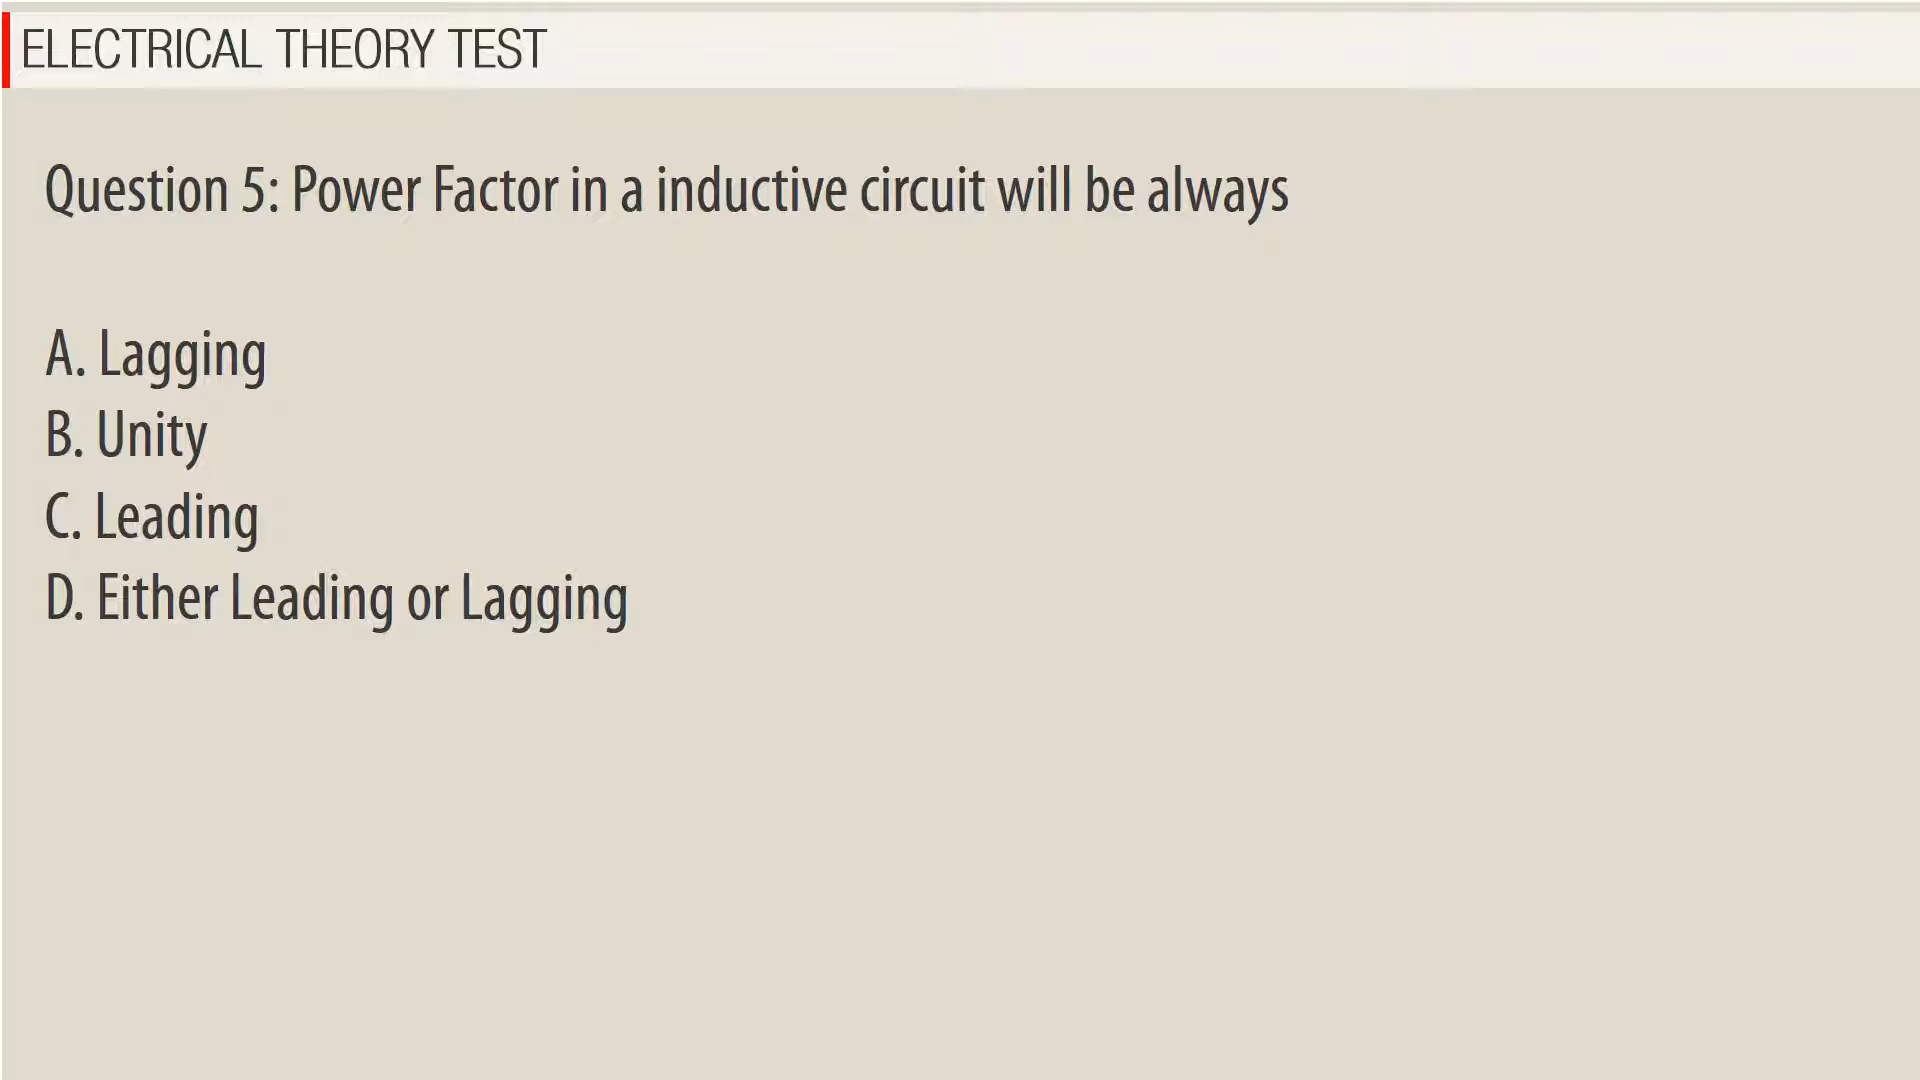 ELECTRICAL THEORY TEST
Question 5: Power Factor in a inductive circuit will be always
A. Lagging
B. Unity
C. Leading
D. Either Leading or Lagging